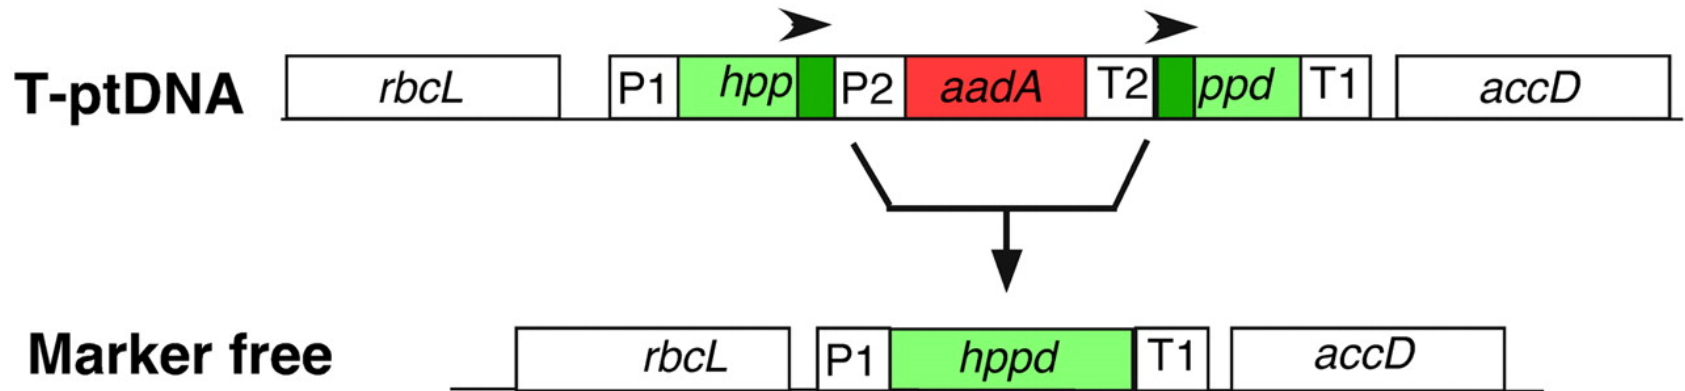 T-ptDNA rbcL P1 hpp P2 aadA T2 ppd T1 accD
Marker free rbcL P1 hppd T1 accD